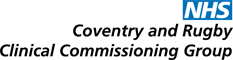 NHS
Coventry and Rugby
Clinical Commissioning Group